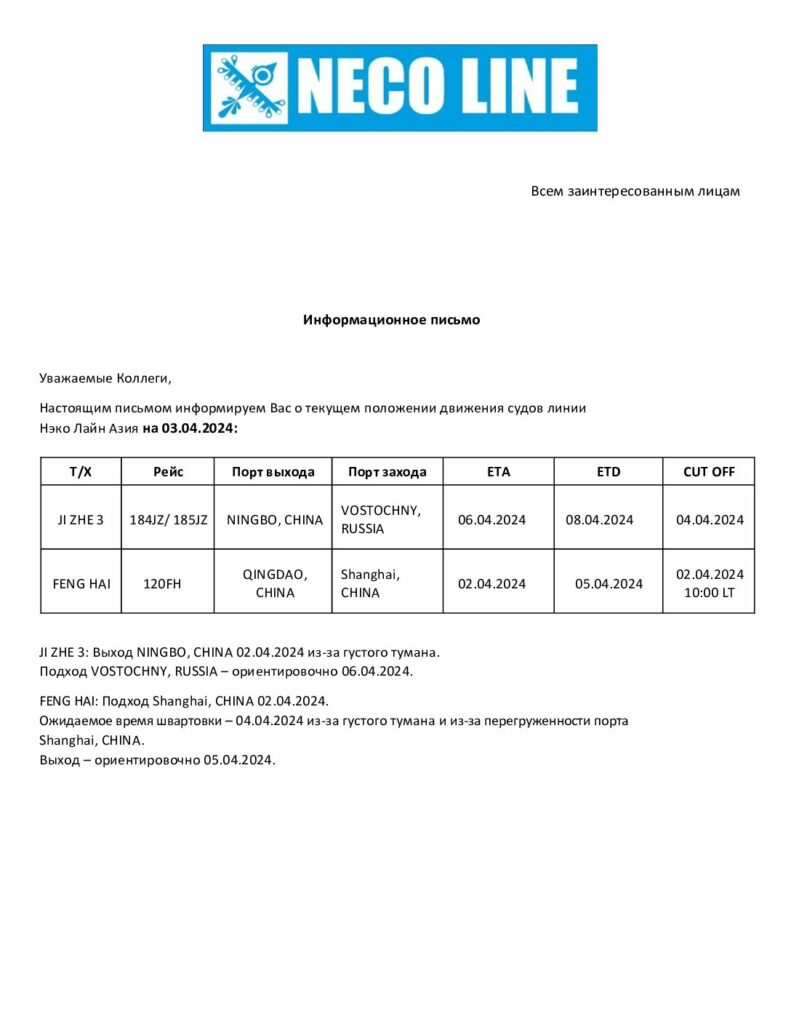 NECO LINE
Всем заинтересованным лицам
Информационное письмо
Уважаемые Коллеги,
Настоящим письмом информируем Вас о текущем положении движения судов линии
Нэко Лайн Азия на 03.04.2024:
Т/Х Рейс Порт выхода Порт захода ETA ETD CUT OFF
JI ZHE 3 184JZ/ 185JZ NINGBO, CHINA VOSTOCHNY, RUSSIA 06.04.2024 08.04.2024 04.04.2024
FENG HAI 120FH QINGDAO, CHINA Shanghai, CHINA 02.04.2024 05.04.2024 02.04.2024 10:00 LT
JI ZHE 3: Выход NINGBO, CHINA 02.04.2024 из-за густого тумана.
Подход VOSTOCHNY, RUSSIA – ориентировочно 06.04.2024.
FENG HAI: Подход Shanghai, CHINA 02.04.2024.
Ожидаемое время швартовки – 04.04.2024 из-за густого тумана и из-за перегруженности порта
Shanghai, CHINA.
Выход – ориентировочно 05.04.2024.